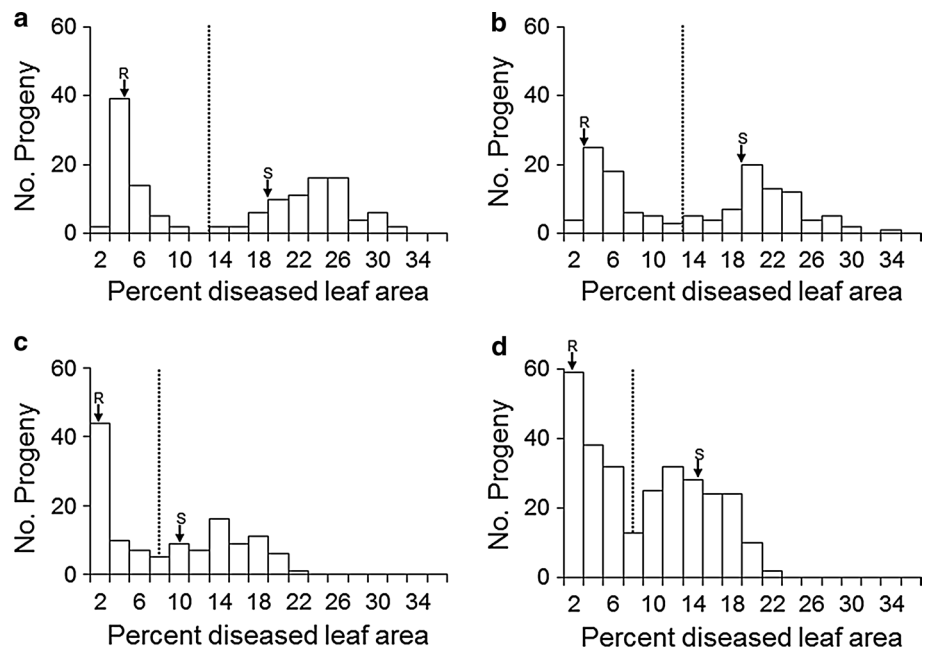 a
60
40
20
0
No. Progeny
R
S
2 6 10 14 18 22 26 30 34
Percent diseased leaf area
b
60
40
20
0
No. Progeny
R
S
2 6 10 14 18 22 26 30 34
Percent diseased leaf area
c
60
40
20
0
No. Progeny
R
S
2 6 10 14 18 22 26 30 34
Percent diseased leaf area
d
60
40
20
0
No. Progeny
R
S
2 6 10 14 18 22 26 30 34
Percent diseased leaf area